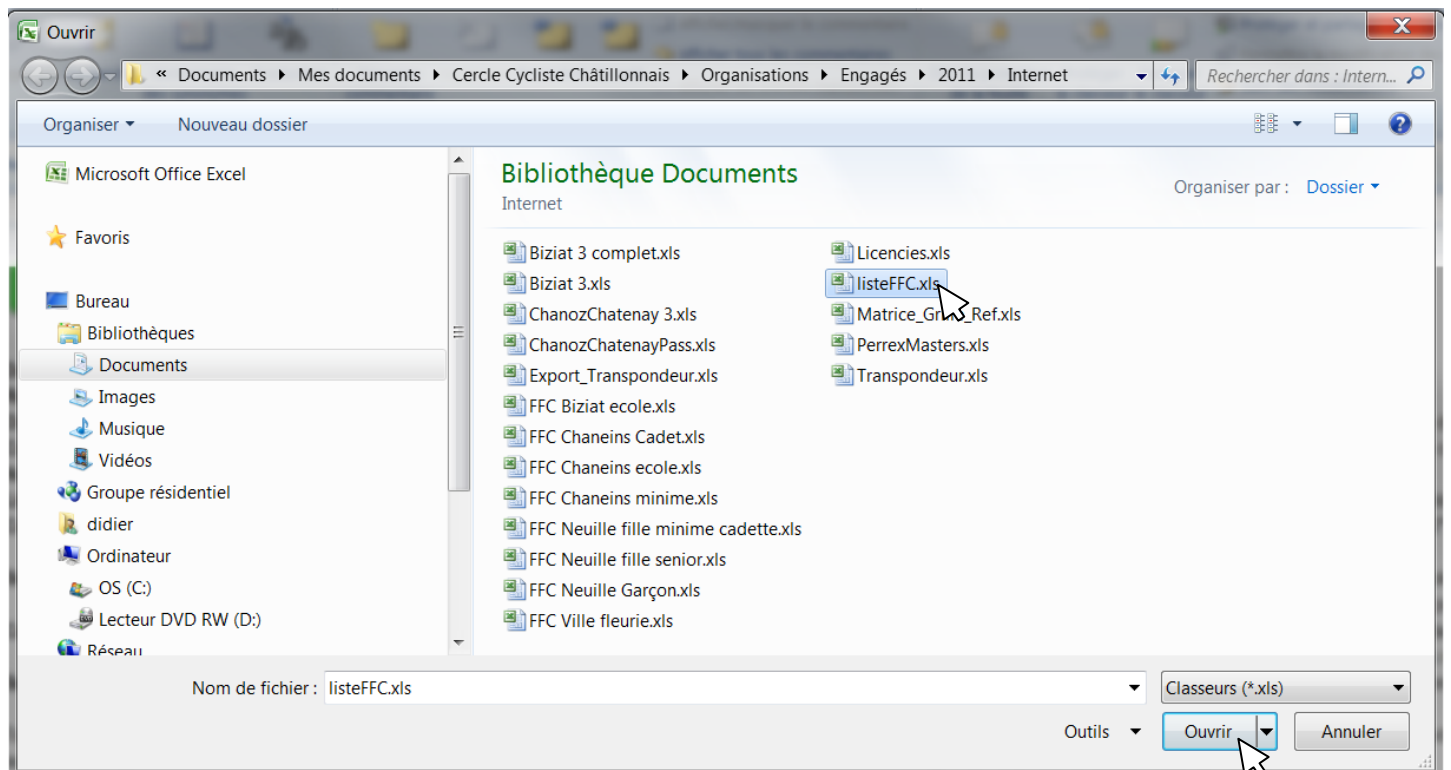 Ouvrir
« Documents Mes documents Cercle Cycliste Châtillonnais Organisations Engagés 2011 Internet
Rechercher dans : Intern...
Organiser Nouveau dossier
Microsoft Office Excel
Favoris
Bureau
Bibliothèques
Documents
Images
Musique
Vidéos
Groupe résidentiel
didier
Ordinateur
OS (C:)
Lecteur DVD RW (D:)
Réseau
Bibliothèque Documents
Internet
Organiser par : Dossier
Biziat 3 complet.xls
Biziat 3.xls
ChanozChatenay 3.xls
ChanozChatenayPass.xls
Export_Transpondeur.xls
FFC Biziat ecole.xls
FFC Chaneins Cadet.xls
FFC Chaneins ecole.xls
FFC Chaneins minime.xls
FFC Neuille fille minime cadette.xls
FFC Neuille fille senior.xls
FFC Neuille Garçon.xls
FFC Ville fleurie.xls
Licencies.xls
listeFFC.xls
PerrexMasters.xls
Transpondeur.xls
Nom de fichier : listeFFC.xls
Classeurs (*.xls)
Outils Ouvrir Annuler